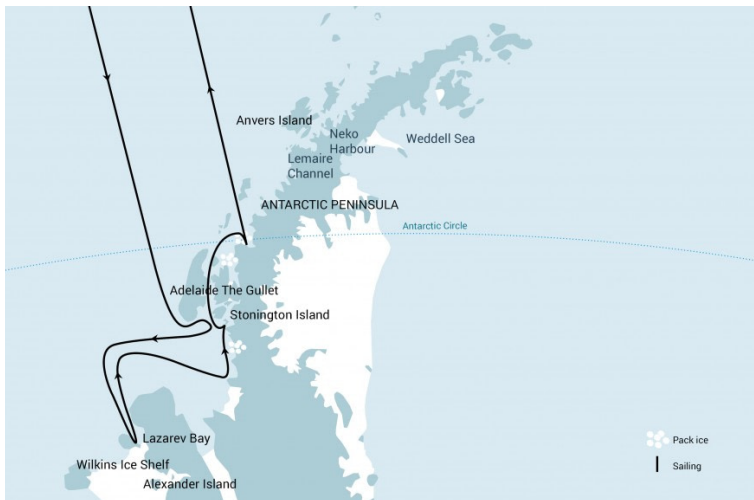 Anvers Island
Neko
Harbour
Weddell Sea
Lemaire
Channel
ANTARCTIC PENINSULA
Antarctic Circle
Adelaide The Gullet
Stonington Island
Lazarev Bay
Pack ice
Wilkins Ice Shelf
Sailing
Alexander Island